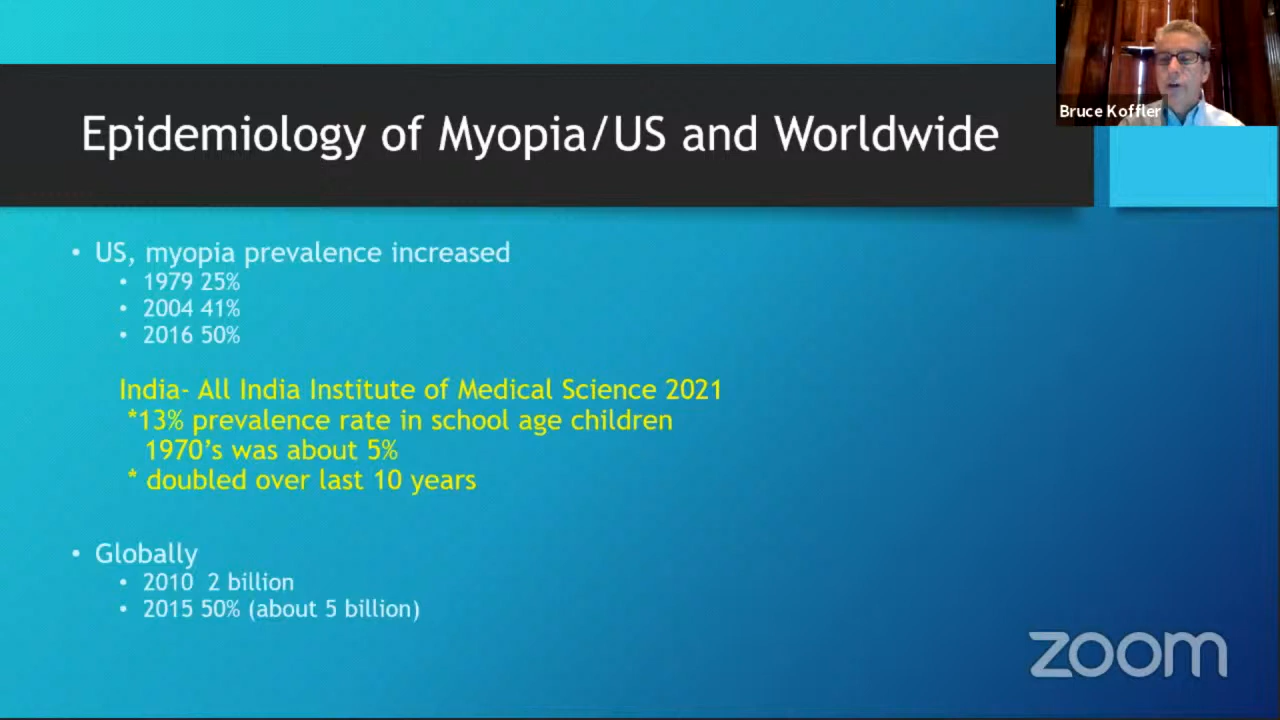 Bruce Koffler
Epidemiology of Myopia/US and Worldwide
• US, myopia prevalence increased
• 1979 25%
• 2004 41%
• 2016 50%
India- All India Institute of Medical Science 2021
*13% prevalence rate in school age children
1970's was about 5%
* doubled over last 10 years
• Globally
• 2010 2 billion
• 2015 50% (about 5 billion)
zoom